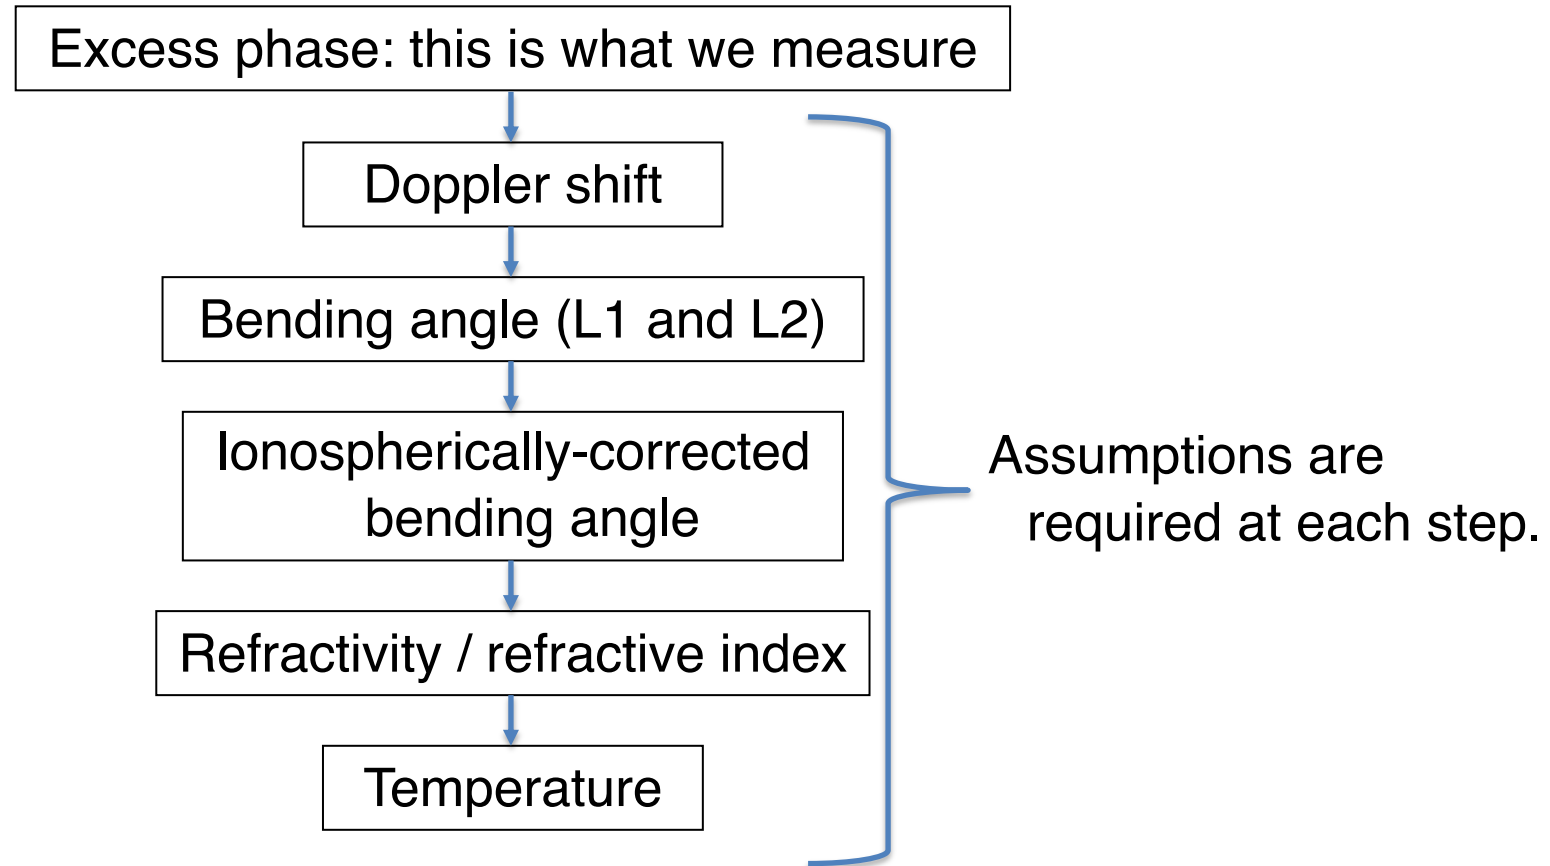 Excess phase: this is what we measure
Doppler shift
Bending angle (L1 and L2)
Ionospherically-corrected
bending angle
Refractivity / refractive index
Temperature
Assumptions are
required at each step.